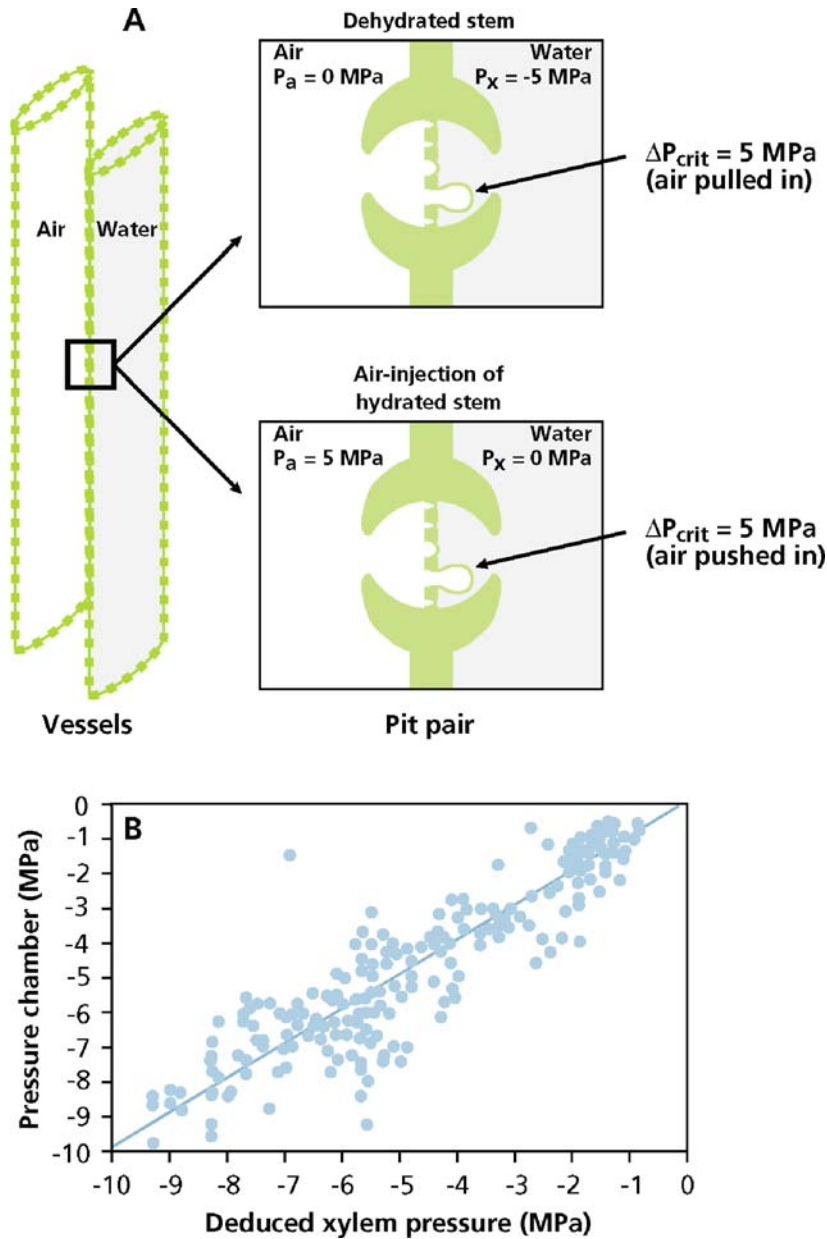 A
Dehydrated stem
Air
Water
Pa = 0 MPa
Px = -5 MPa
ΔPcrit = 5 MPa
(air pulled in)
Air
Water
Air-injection of
hydrated stem
Air
Water
Pa = 5 MPa
Px = 0 MPa
ΔPcrit = 5 MPa
(air pushed in)
Vessels
Pit pair
B
Pressure chamber (MPa)
0
-1
-2
-3
-4
-5
-6
-7
-8
-9
-10
-10 -9 -8 -7 -6 -5 -4 -3 -2 -1 0
Deduced xylem pressure (MPa)